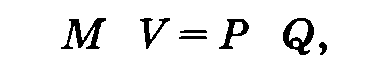 M V = P Q,